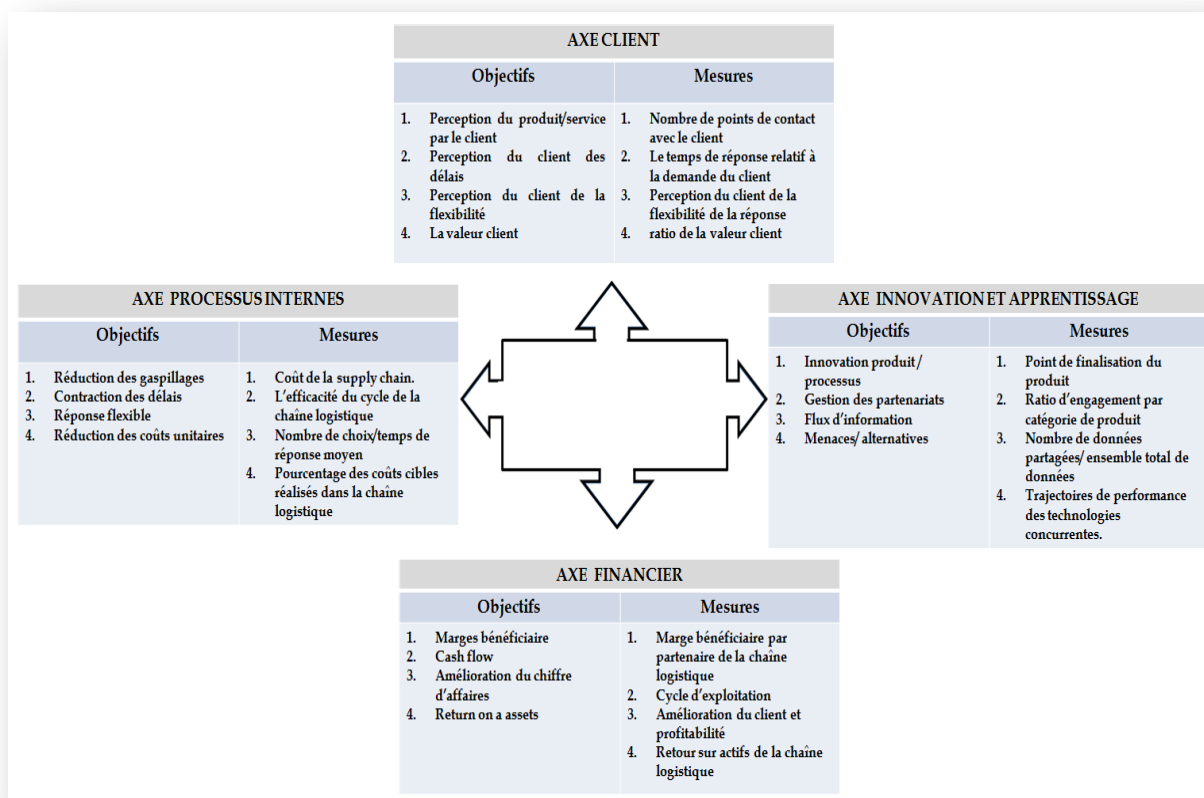 AXE CLIENT
Objectifs
Mesures
1. Perception du produit/service
par le client
2. Perception du client des
délais
3. Perception du client de la
flexibilité
4. La valeur client
1. Nombre de points de contact
avec le client
2. Le temps de réponse relatif à
la demande du client
3. Perception du client de la
flexibilité de la réponse
4. ratio de la valeur client
AXE PROCESSUS INTERNES
Objectifs
Mesures
1. Réduction des gaspillages
2. Contraction des délais
3. Réponse flexible
4. Réduction des coûts unitaires
1. Coût de la supply chain.
2. L'efficacité du cycle de la
chaîne logistique
3. Nombre de choix/temps de
réponse moyen
4. Pourcentage des coûts cibles
réalisés dans la chaîne
logistique
AXE INNOVATION ET APPRENTISSAGE
Objectifs
Mesures
1. Innovation produit/
processus
2. Gestion des partenariats
3. Flux d'information
4. Menaces/ alternatives
1. Point de finalisation du
produit
2. Ratio d'engagement par
catégorie de produit
3. Nombre de données
partagées/ ensemble total de
données
4. Trajectoires de performance
des technologies
concurrentes.
AXE FINANCIER
Objectifs
Mesures
1. Marges bénéficiaire
2. Cash flow
3. Amélioration du chiffre
d'affaires
4. Return on a assets
1. Marge bénéficiaire par
partenaire de la chaîne
logistique
2. Cycle d'exploitation
3. Amélioration du client et
profitabilité
4. Retour sur actifs de la chaîne
logistique